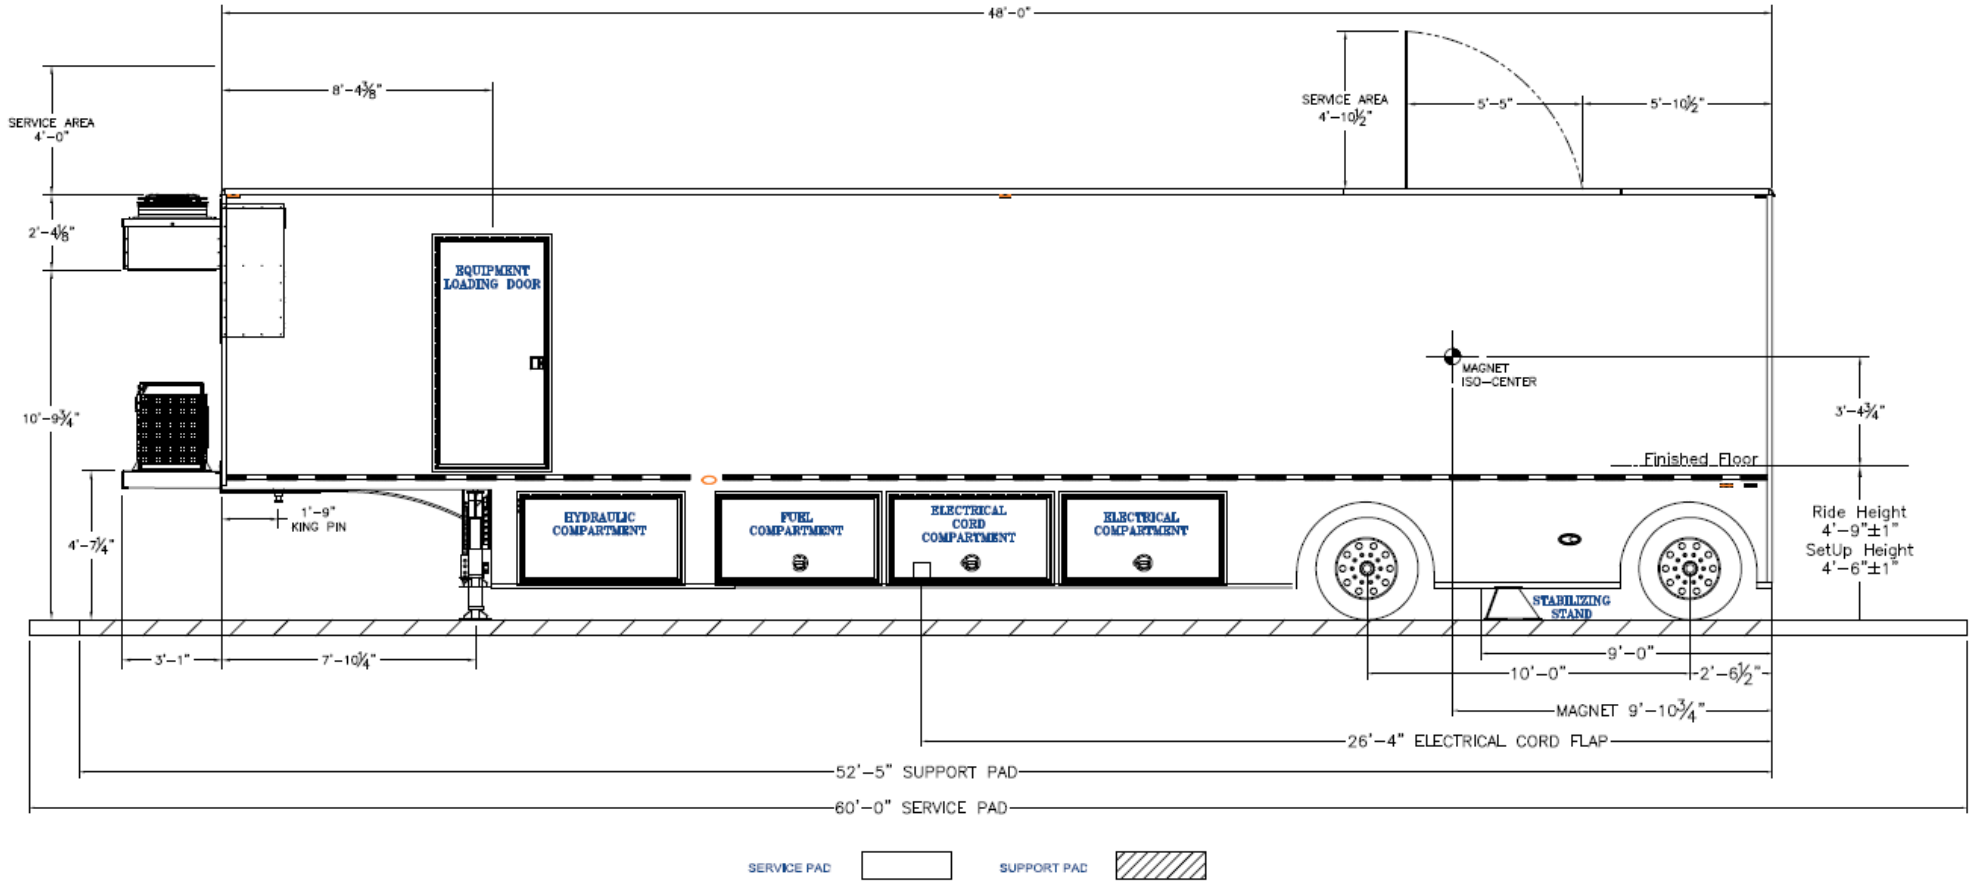 48'-0"
8'-4⅜"
SERVICE AREA
4'-0"
SERVICE AREA
4'-10½"
5'-5"
5'-10½"
2'-4⅛"
EQUIPMENT
LOADING DOOR
MAGNET
ISO-CENTER
10'-9¾"
3'-4¾"
Finished Floor
1'-9"
KING PIN
4'-7¼"
HYDRAULIC
COMPARTMENT
FUEL
COMPARTMENT
ELECTRICAL
CORD
COMPARTMENT
ELECTRICAL
COMPARTMENT
Ride Height
4'-9"±1"
SetUp Height
4'-6"±1"
STABILIZING
STAND
3'-1"
7'-10¼"
9'-0"
10'-0"
2'-6½"
MAGNET 9'-10¾"
26'-4" ELECTRICAL CORD FLAP
52'-5" SUPPORT PAD
60'-0" SERVICE PAD
SERVICE PAD
SUPPORT PAD